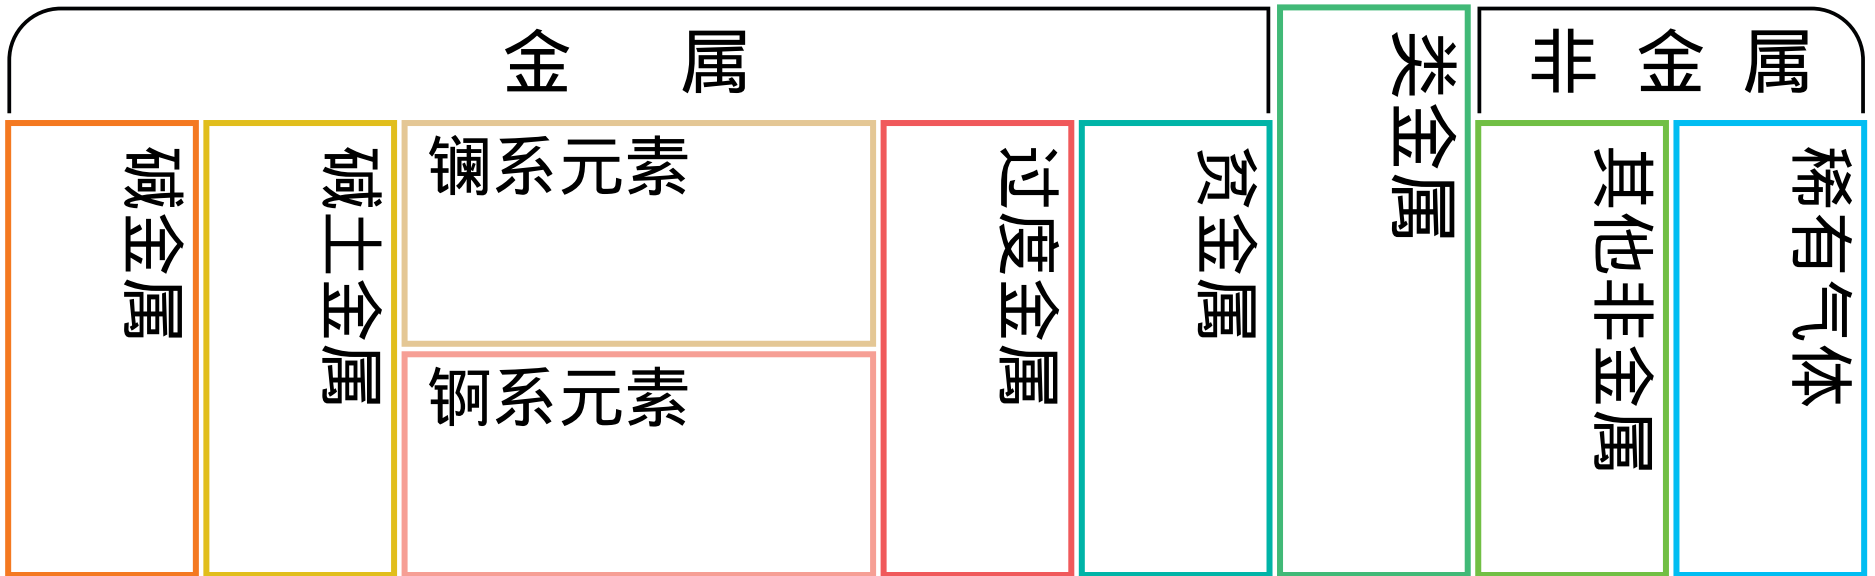 金属
类金属
非金属
碱金属
碱土金属
镧系元素
锕系元素
过度金属
贫金属
其他非金属
稀有气体